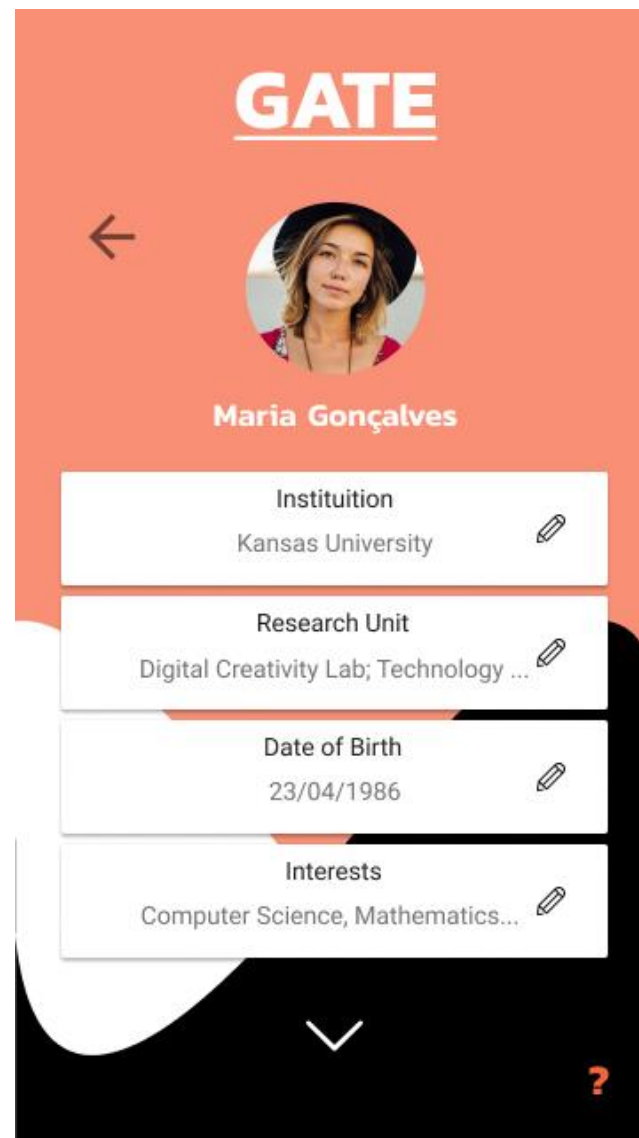 GATE
Maria Gonçalves
Instituition
Kansas University
Research Unit
Digital Creativity Lab; Technology ...
Date of Birth
23/04/1986
Interests
Computer Science, Mathematics...
?